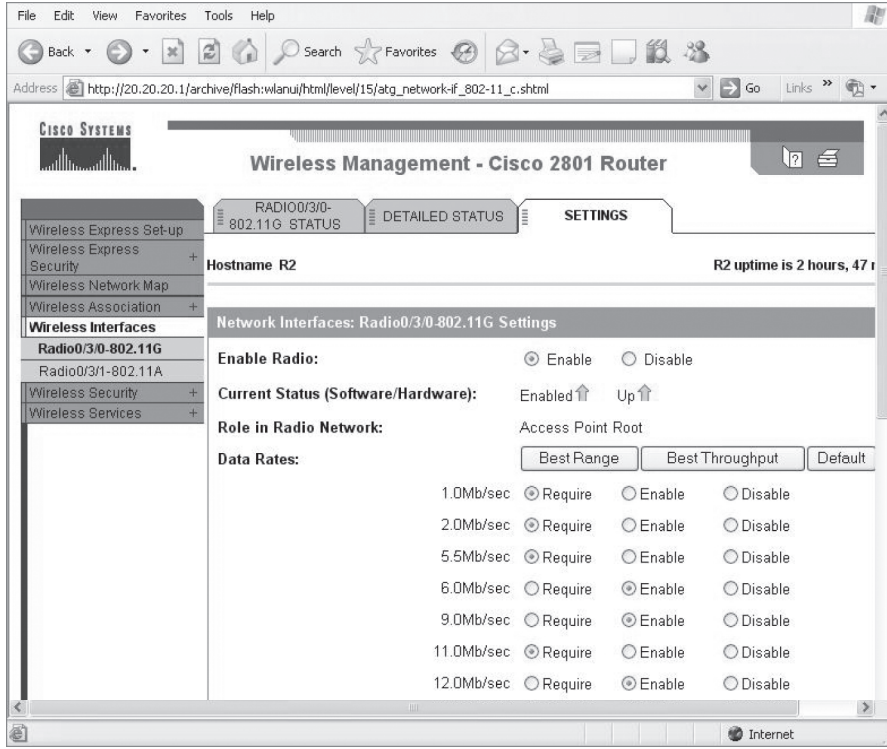 File Edit View Favorites Tools Help
Back Search Favorites
Address http://20.20.20.1/archive/flash:wlanui/html/level/15/atg_network-if_802-11_c.shtml Go Links »
CISCO SYSTEMS
Wireless Management - Cisco 2801 Router
RADIO0/3/0-
802.11G STATUS
DETAILED STATUS
SETTINGS
Wireless Express Set-up
Wireless Express
Security +
Wireless Network Map
Wireless Association +
Wireless Interfaces
Radio0/3/0-802.11G
Radio0/3/1-802.11A
Wireless Security +
Wireless Services +
Hostname R2 R2 uptime is 2 hours, 47
Network Interfaces: Radio0/3/0-802.11G Settings
Enable Radio: Enable Disable
Current Status (Software/Hardware): Enabled Up
Role in Radio Network: Access Point Root
Data Rates: Best Range Best Throughput Default
1.0Mb/sec Require Enable Disable
2.0Mb/sec Require Enable Disable
5.5Mb/sec Require Enable Disable
6.0Mb/sec Require Enable Disable
9.0Mb/sec Require Enable Disable
11.0Mb/sec Require Enable Disable
12.0Mb/sec Require Enable Disable
Internet